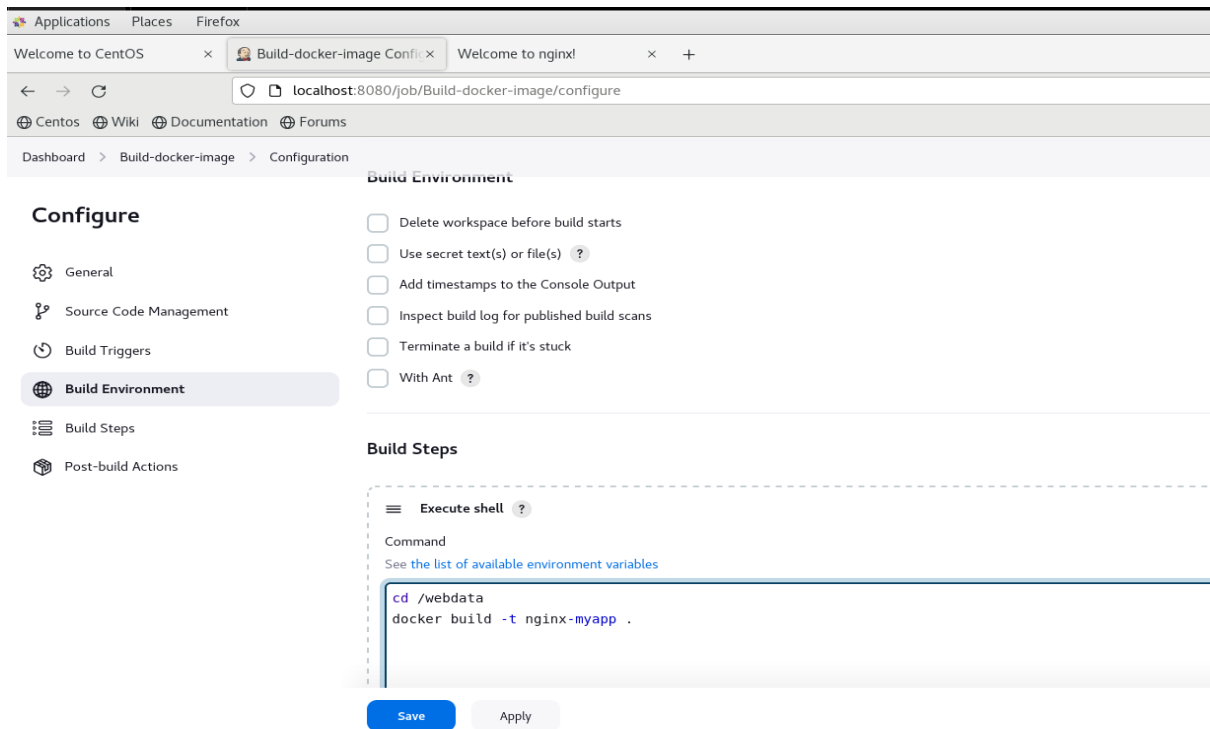 Applications Places Firefox
Welcome to CentOS × Build-docker-image Config × Welcome to nginx! × +
localhost:8080/job/Build-docker-image/configure
Centos Wiki Documentation Forums
Dashboard > Build-docker-image > Configuration
Build Environment
Configure
Delete workspace before build starts
Use secret text(s) or file(s) ?
General
Add timestamps to the Console Output
Source Code Management
Inspect build log for published build scans
Build Triggers
Terminate a build if it's stuck
Build Environment
With Ant ?
Build Steps
Post-build Actions
Build Steps
Execute shell ?
Command
See the list of available environment variables
cd /webdata
docker build -t nginx-myapp .
Save Apply